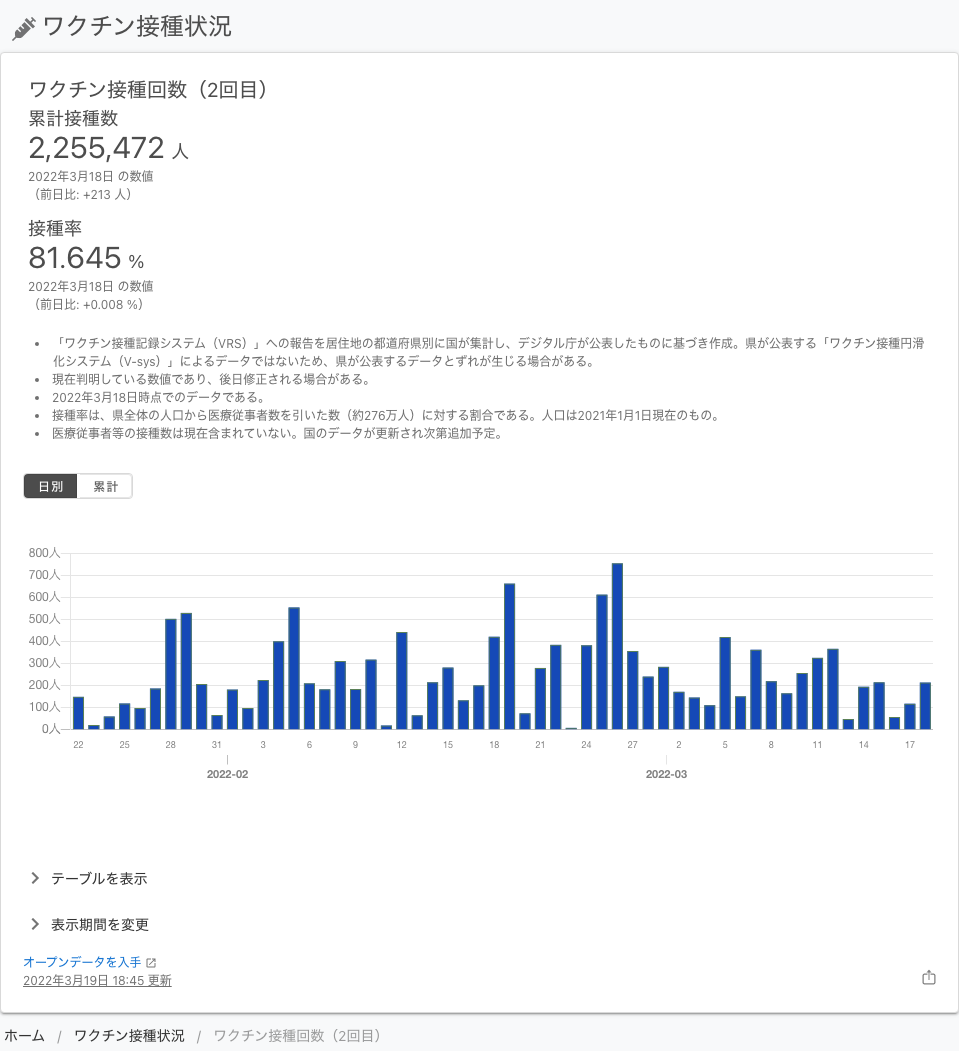 ワクチン接種状況
ワクチン接種回数（2回目）
累計接種数
2,255,472 人
2022年3月18日 の数値
（前日比: +213 人）
接種率
81.645 %
2022年3月18日 の数値
（前日比: +0.008 %）
• 「ワクチン接種記録システム（VRS）」への報告を居住地の都道府県別に国が集計し、デジタル庁が公表したものに基づき作成。県が公表する「ワクチン接種円滑
化システム（V-sys）」によるデータではないため、県が公表するデータとずれが生じる場合がある。
• 現在判明している数値であり、後日修正される場合がある。
• 2022年3月18日時点でのデータである。
• 接種率は、県全体の人口から医療従事者数を引いた数（約276万人）に対する割合である。人口は2021年1月1日現在のもの。
• 医療従事者等の接種数は現在含まれていない。国のデータが更新され次第追加予定。
日別 累計
800人
700人
600人
500人
400人
300人
200人
100人
0人
22 25 28 31 3 6 9 12 15 18 21 24 27 2 5 8 11 14 17
2022-02 2022-03
テーブルを表示
表示期間を変更
オープンデータを入手
2022年3月19日 18:45 更新
ホーム / ワクチン接種状況 / ワクチン接種回数（2回目）